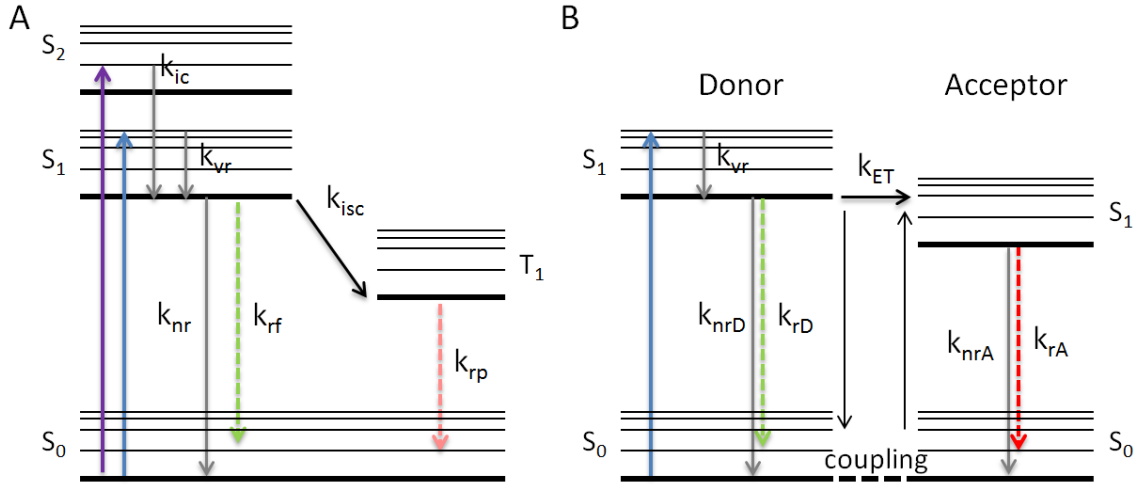 A
S2
kic
S1
kvr
kisc
T1
knr
krf
krp
S0
B
Donor
Acceptor
S1
kvr
kET
S1
knrD
krD
knrA
krA
S0
coupling
S0